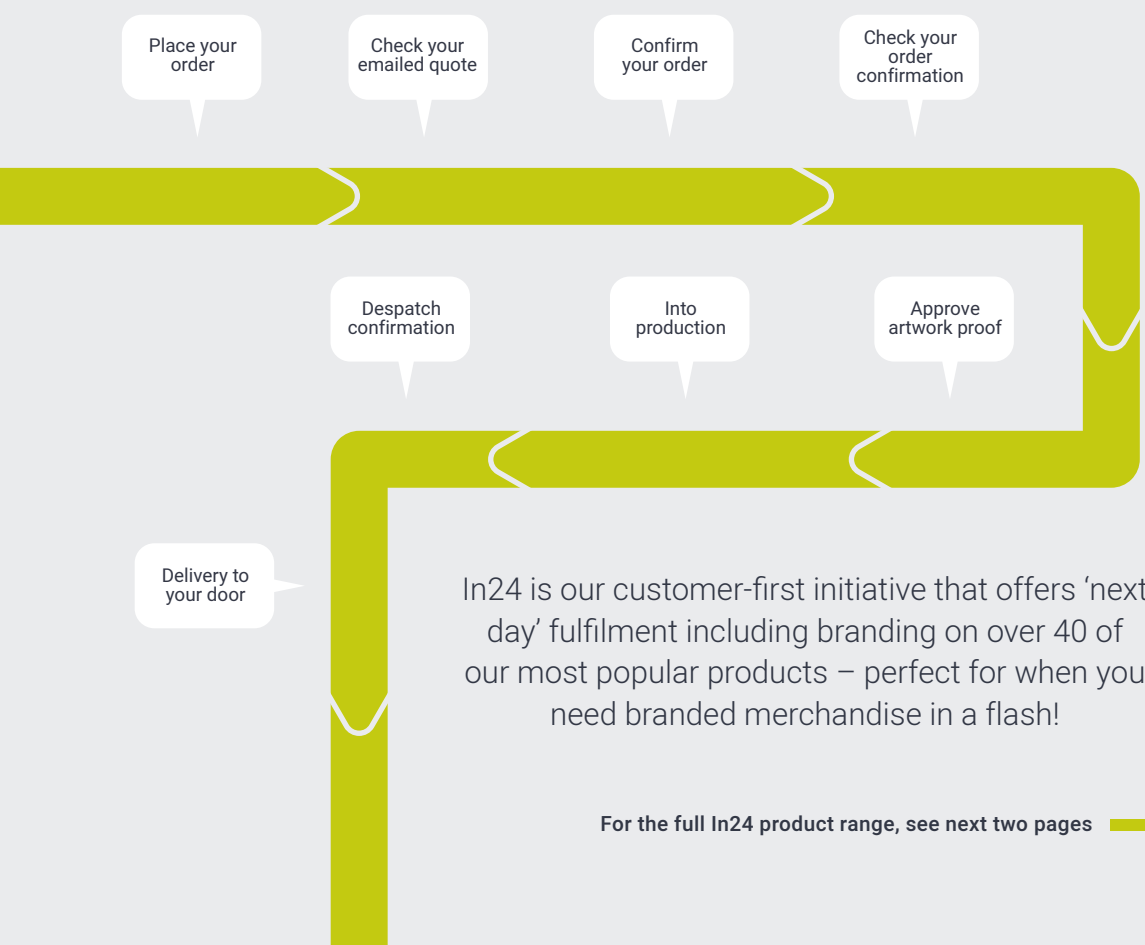 Place your
order
Check your
emailed quote
Confirm
your order
Check your
order
confirmation
Despatch
confirmation
Into
production
Approve
artwork proof
Delivery to
your door
In24 is our customer-first initiative that offers ‘next
day’ fulfilment including branding on over 40 of
our most popular products – perfect for when you
need branded merchandise in a flash!
For the full In24 product range, see next two pages